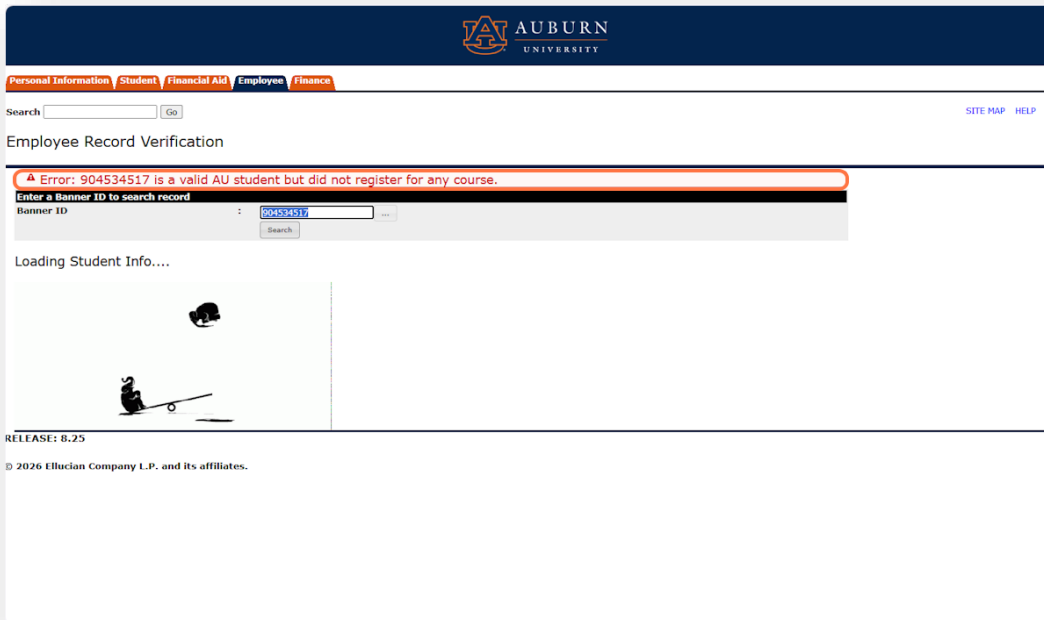 AUBURN
UNIVERSITY
Personal Information Student Financial Aid Employee Finance
Search Go SITE MAP HELP
Employee Record Verification
Error: 904534517 is a valid AU student but did not register for any course.
Enter a Banner ID to search record
Banner ID : 904534517 ...
Search
Loading Student Info....
RELEASE: 8.25
© 2026 Ellucian Company L.P. and its affiliates.